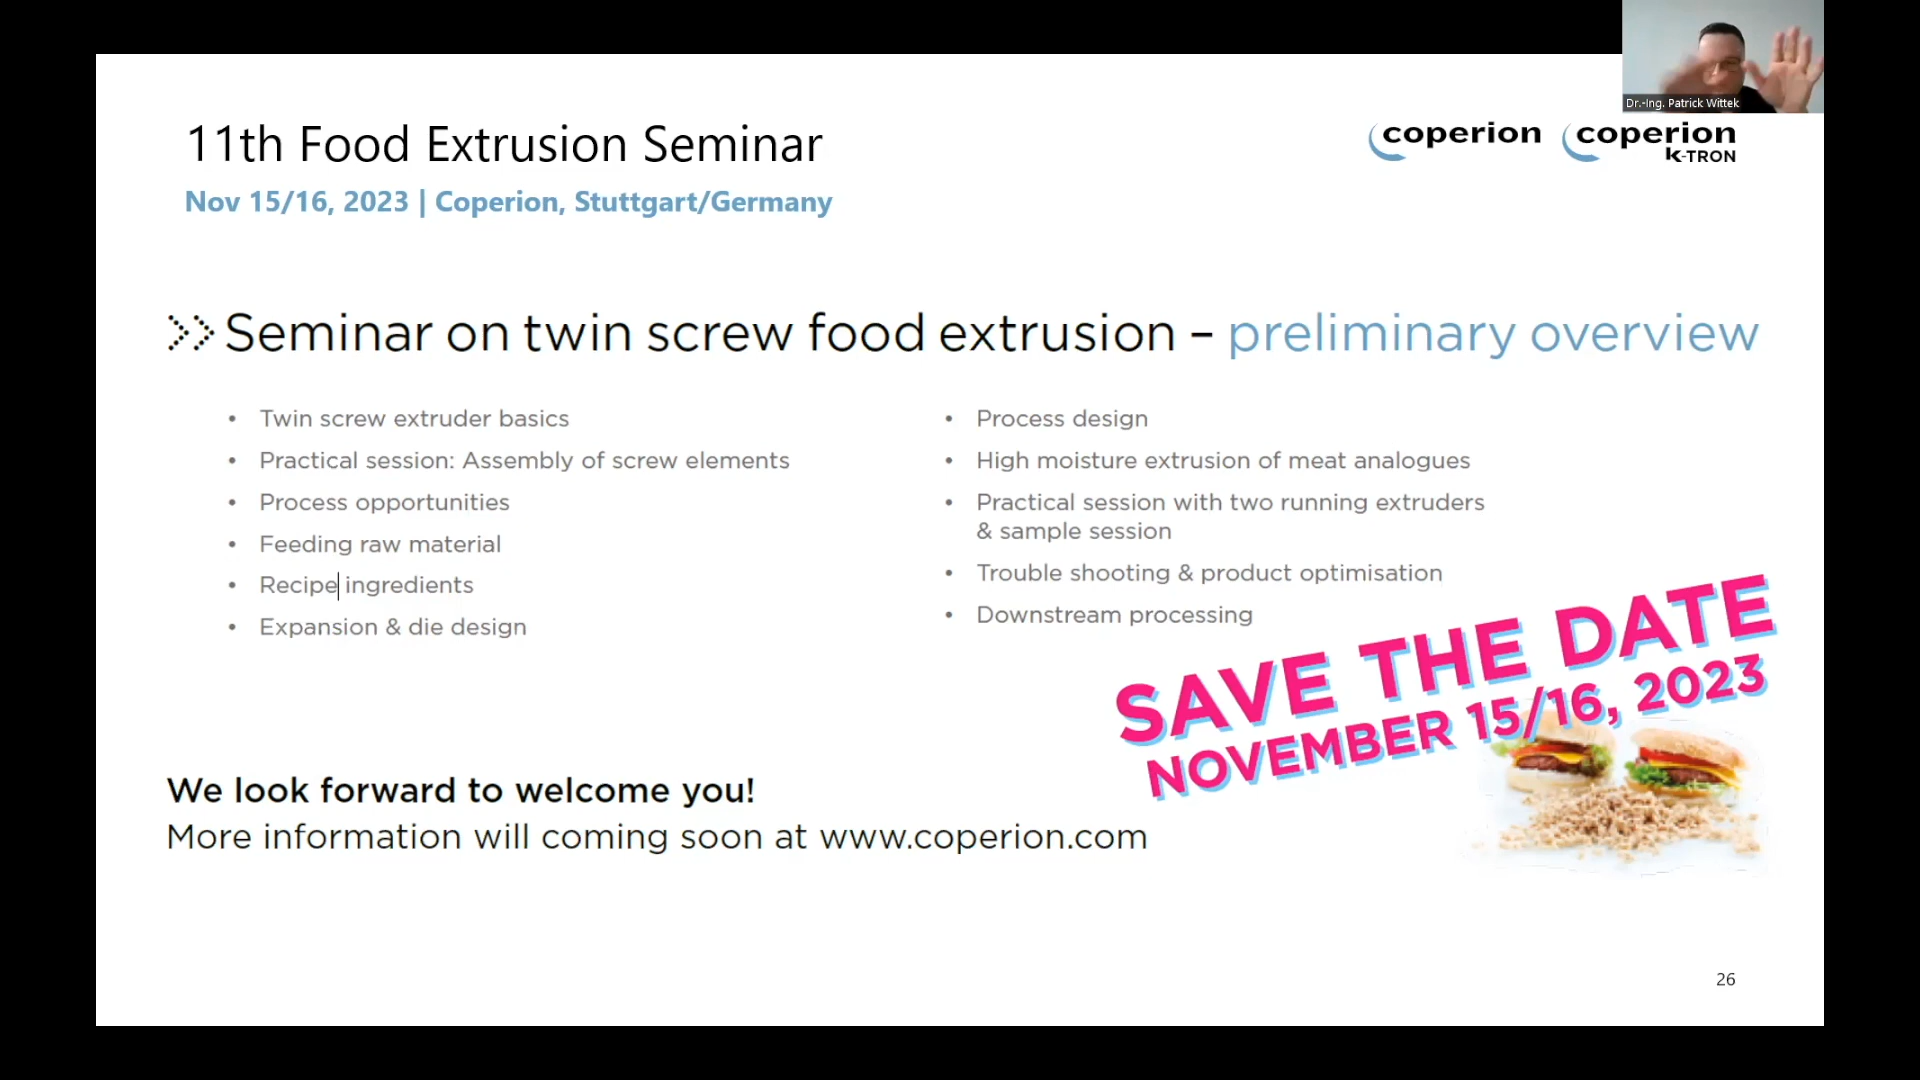 Dr.-Ing. Patrick Wittek
11th Food Extrusion Seminar
coperion
coperion
K-TRON
Nov 15/16, 2023 | Coperion, Stuttgart/Germany
Seminar on twin screw food extrusion – preliminary overview
• Twin screw extruder basics
• Practical session: Assembly of screw elements
• Process opportunities
• Feeding raw material
• Recipe ingredients
• Expansion & die design
• Process design
• High moisture extrusion of meat analogues
• Practical session with two running extruders
& sample session
• Trouble shooting & product optimisation
• Downstream processing
SAVE THE DATE
NOVEMBER 15/16, 2023
We look forward to welcome you!
More information will coming soon at www.coperion.com
26